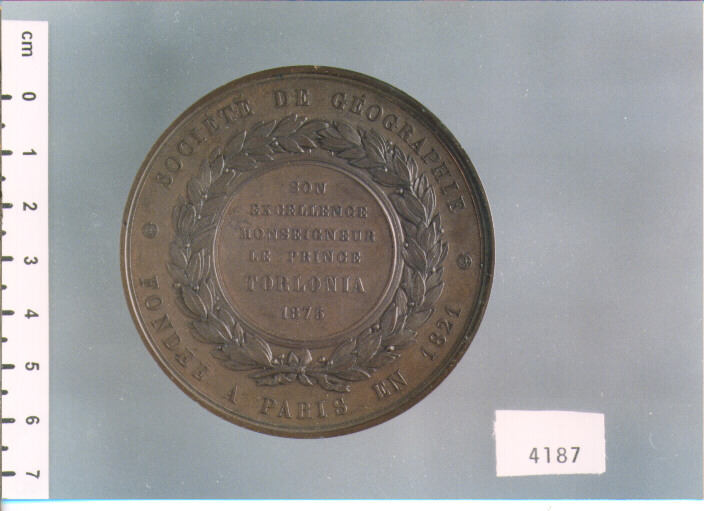 SOCIÉTÉ DE GÉOGRAPHIE
FONDÉE A PARIS EN 1821
SON
EXCELLENCE
MONSEIGNEUR
LE PRINCE
TORLONIA
1875
cm
0
1
2
3
4
5
6
7
4187